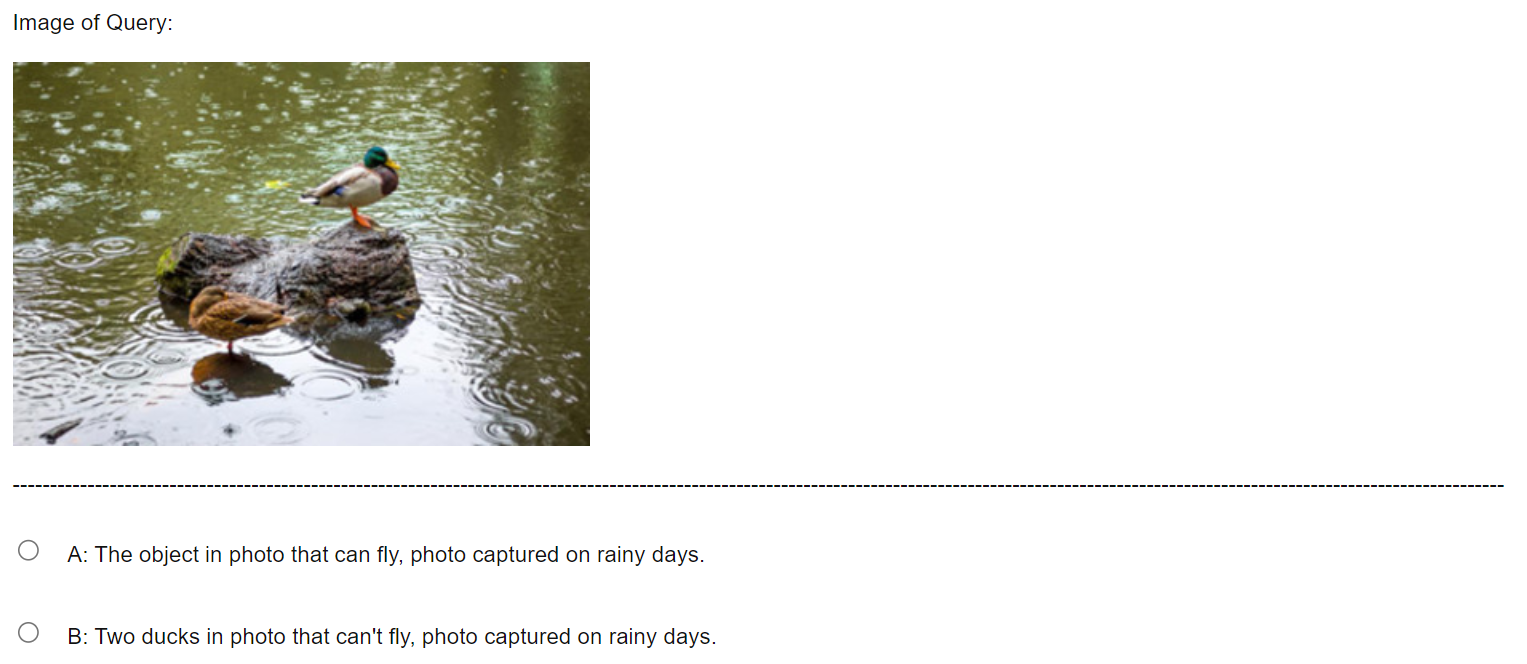 Image of Query:
--------------------------------------------------------------------------------------------------------------------------------------------------------------------------------------------------------
A: The object in photo that can fly, photo captured on rainy days.
B: Two ducks in photo that can't fly, photo captured on rainy days.